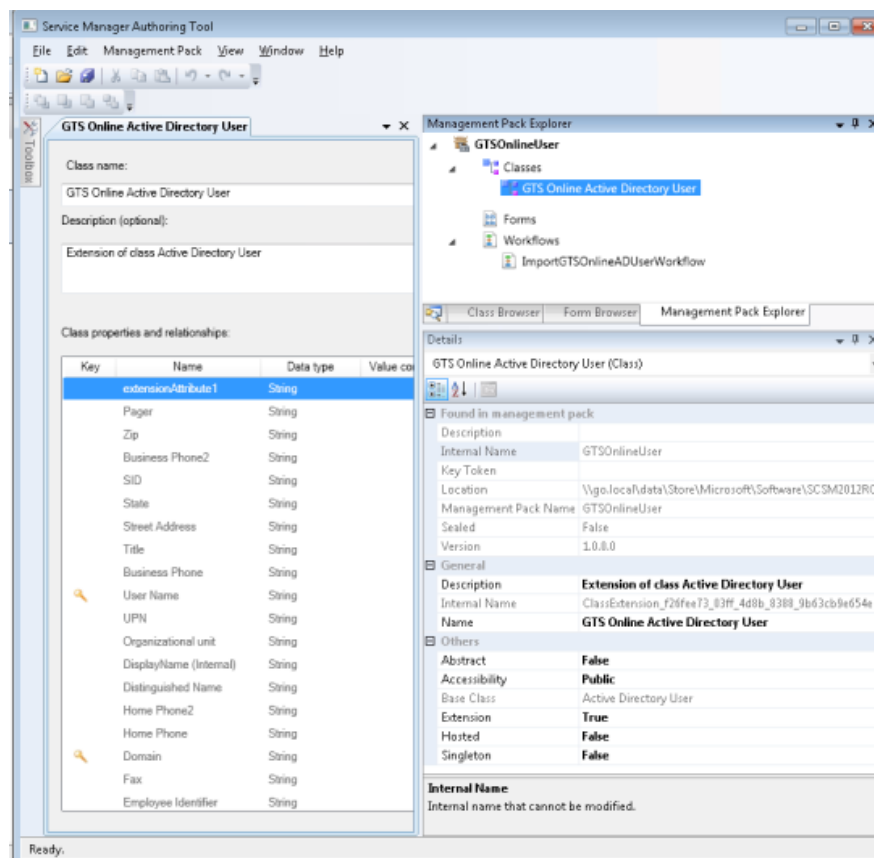 Service Manager Authoring Tool
File Edit Management Pack View Window Help
Toolbox
GTS Online Active Directory User
Class name:
GTS Online Active Directory User
Description (optional):
Extension of class Active Directory User
Class properties and relationships:
Key Name Data type Value co
extensionAttribute1 String
Pager String
Zip String
Business Phone2 String
SID String
State String
Street Address String
Title String
Business Phone String
User Name String
UPN String
Organizational unit String
DisplayName (Internal) String
Distinguished Name String
Home Phone2 String
Home Phone String
Domain String
Fax String
Employee Identifier String
Management Pack Explorer
GTSOnlineUser
Classes
GTS Online Active Directory User
Forms
Workflows
ImportGTSOnlineADUserWorkflow
Class Browser Form Browser Management Pack Explorer
Details
GTS Online Active Directory User (Class)
Found in management pack
Description
Internal Name GTSOnlineUser
Key Token
Location \\go.local\data\Store\Microsoft\Software\SCSM2012RC
Management Pack Name GTSOnlineUser
Sealed False
Version 1.0.0.0
General
Description Extension of class Active Directory User
Internal Name ClassExtension_f26fee73_83ff_4d8b_8388_9b63cb9e654e
Name GTS Online Active Directory User
Others
Abstract False
Accessibility Public
Base Class Active Directory User
Extension True
Hosted False
Singleton False
Internal Name
Internal name that cannot be modified.
Ready.